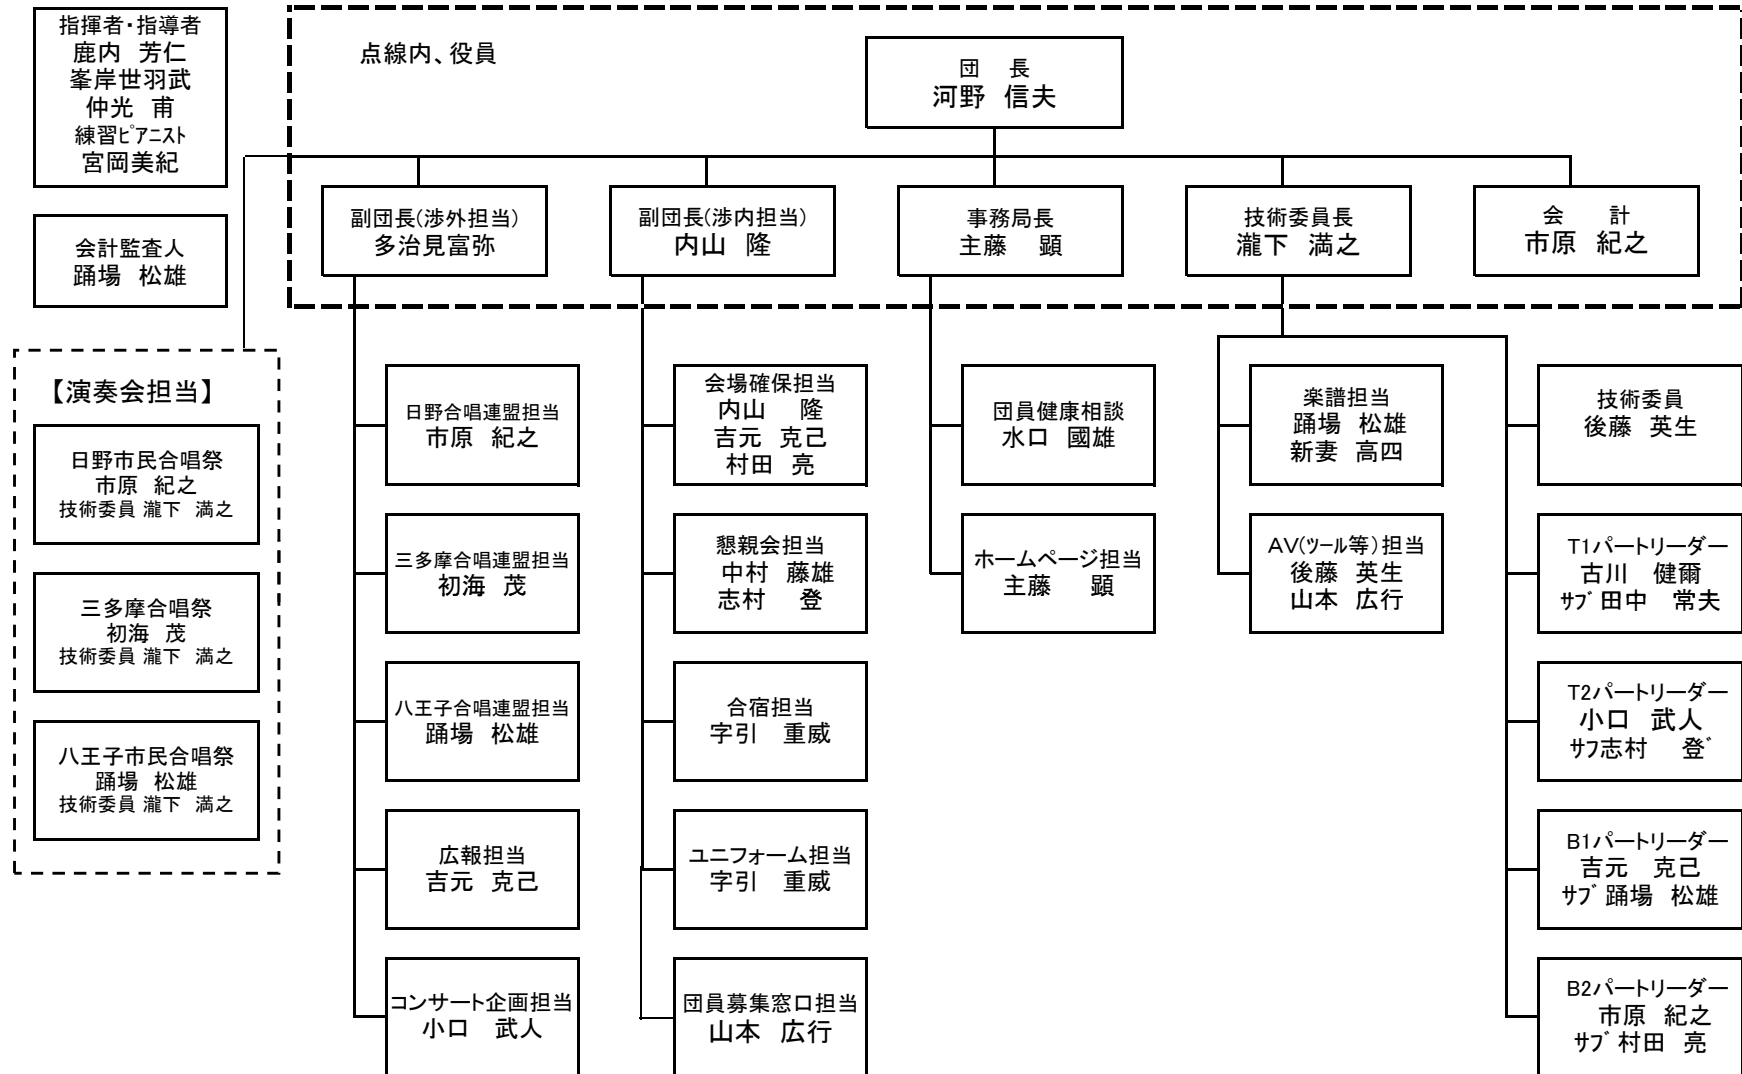 指揮者・指導者
鹿内 芳仁
峯岸世羽武
仲光 甫
練習ﾋﾟｱﾆｽﾄ
宮岡美紀
会計監査人
踊場 松雄
点線内、役員
団 長
河野 信夫
副団長(渉外担当)
多治見富弥
副団長(渉内担当)
内山 隆
事務局長
主藤 顕
技術委員長
瀧下 満之
会 計
市原 紀之
【演奏会担当】
日野市民合唱祭
市原 紀之
技術委員 瀧下 満之
三多摩合唱祭
初海 茂
技術委員 瀧下 満之
八王子市民合唱祭
踊場 松雄
技術委員 瀧下 満之
日野合唱連盟担当
市原 紀之
三多摩合唱連盟担当
初海 茂
八王子合唱連盟担当
踊場 松雄
広報担当
吉元 克己
コンサート企画担当
小口 武人
会場確保担当
内山 隆
吉元 克己
村田 亮
懇親会担当
中村 藤雄
志村 登
合宿担当
字引 重威
ユニフォーム担当
字引 重威
団員募集窓口担当
山本 広行
団員健康相談
水口 國雄
ホームページ担当
主藤 顕
楽譜担当
踊場 松雄
新妻 高四
AV(ﾂｰﾙ等)担当
後藤 英生
山本 広行
技術委員
後藤 英生
T1パートリーダー
古川 健爾
ｻﾌﾞ 田中 常夫
T2パートリーダー
小口 武人
ｻﾌ志村 登ﾞ
B1パートリーダー
吉元 克己
ｻﾌﾞ 踊場 松雄
B2パートリーダー
市原 紀之
ｻﾌﾞ 村田 亮